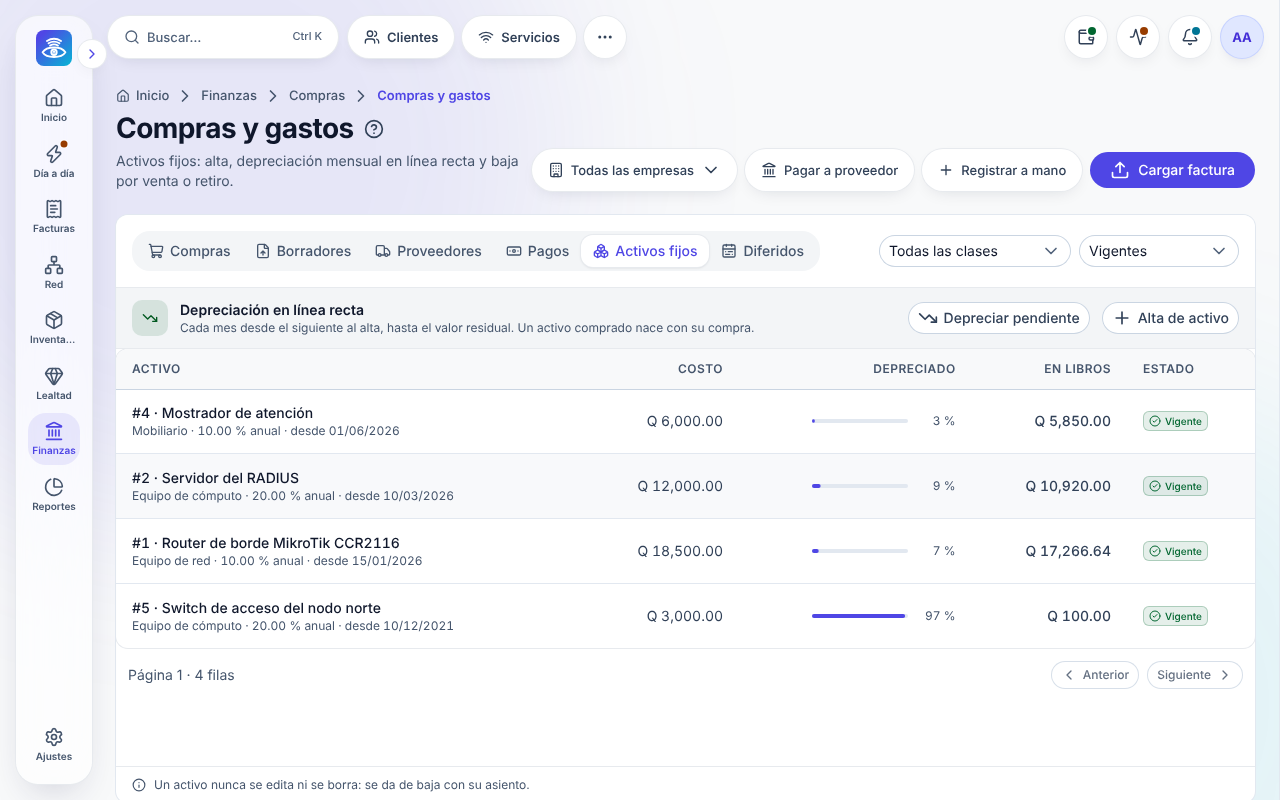 Buscar...
Ctrl K
Clientes
Servicios
AA
Inicio
Día a día
Facturas
Red
Inventa...
Lealtad
Finanzas
Reportes
Ajustes
Inicio > Finanzas > Compras > Compras y gastos
Compras y gastos
Activos fijos: alta, depreciación mensual en línea recta y baja
por venta o retiro.
Todas las empresas
Pagar a proveedor
Registrar a mano
Cargar factura
Compras
Borradores
Proveedores
Pagos
Activos fijos
Diferidos
Todas las clases
Vigentes
Depreciación en línea recta
Cada mes desde el siguiente al alta, hasta el valor residual. Un activo comprado nace con su compra.
Depreciar pendiente
Alta de activo
ACTIVO COSTO DEPRECIADO EN LIBROS ESTADO
#4 · Mostrador de atención
Mobiliario · 10.00 % anual · desde 01/06/2026
Q 6,000.00 3 % Q 5,850.00 Vigente
#2 · Servidor del RADIUS
Equipo de cómputo · 20.00 % anual · desde 10/03/2026
Q 12,000.00 9 % Q 10,920.00 Vigente
#1 · Router de borde MikroTik CCR2116
Equipo de red · 10.00 % anual · desde 15/01/2026
Q 18,500.00 7 % Q 17,266.64 Vigente
#5 · Switch de acceso del nodo norte
Equipo de cómputo · 20.00 % anual · desde 10/12/2021
Q 3,000.00 97 % Q 100.00 Vigente
Página 1 · 4 filas
Anterior
Siguiente
Un activo nunca se edita ni se borra: se da de baja con su asiento.